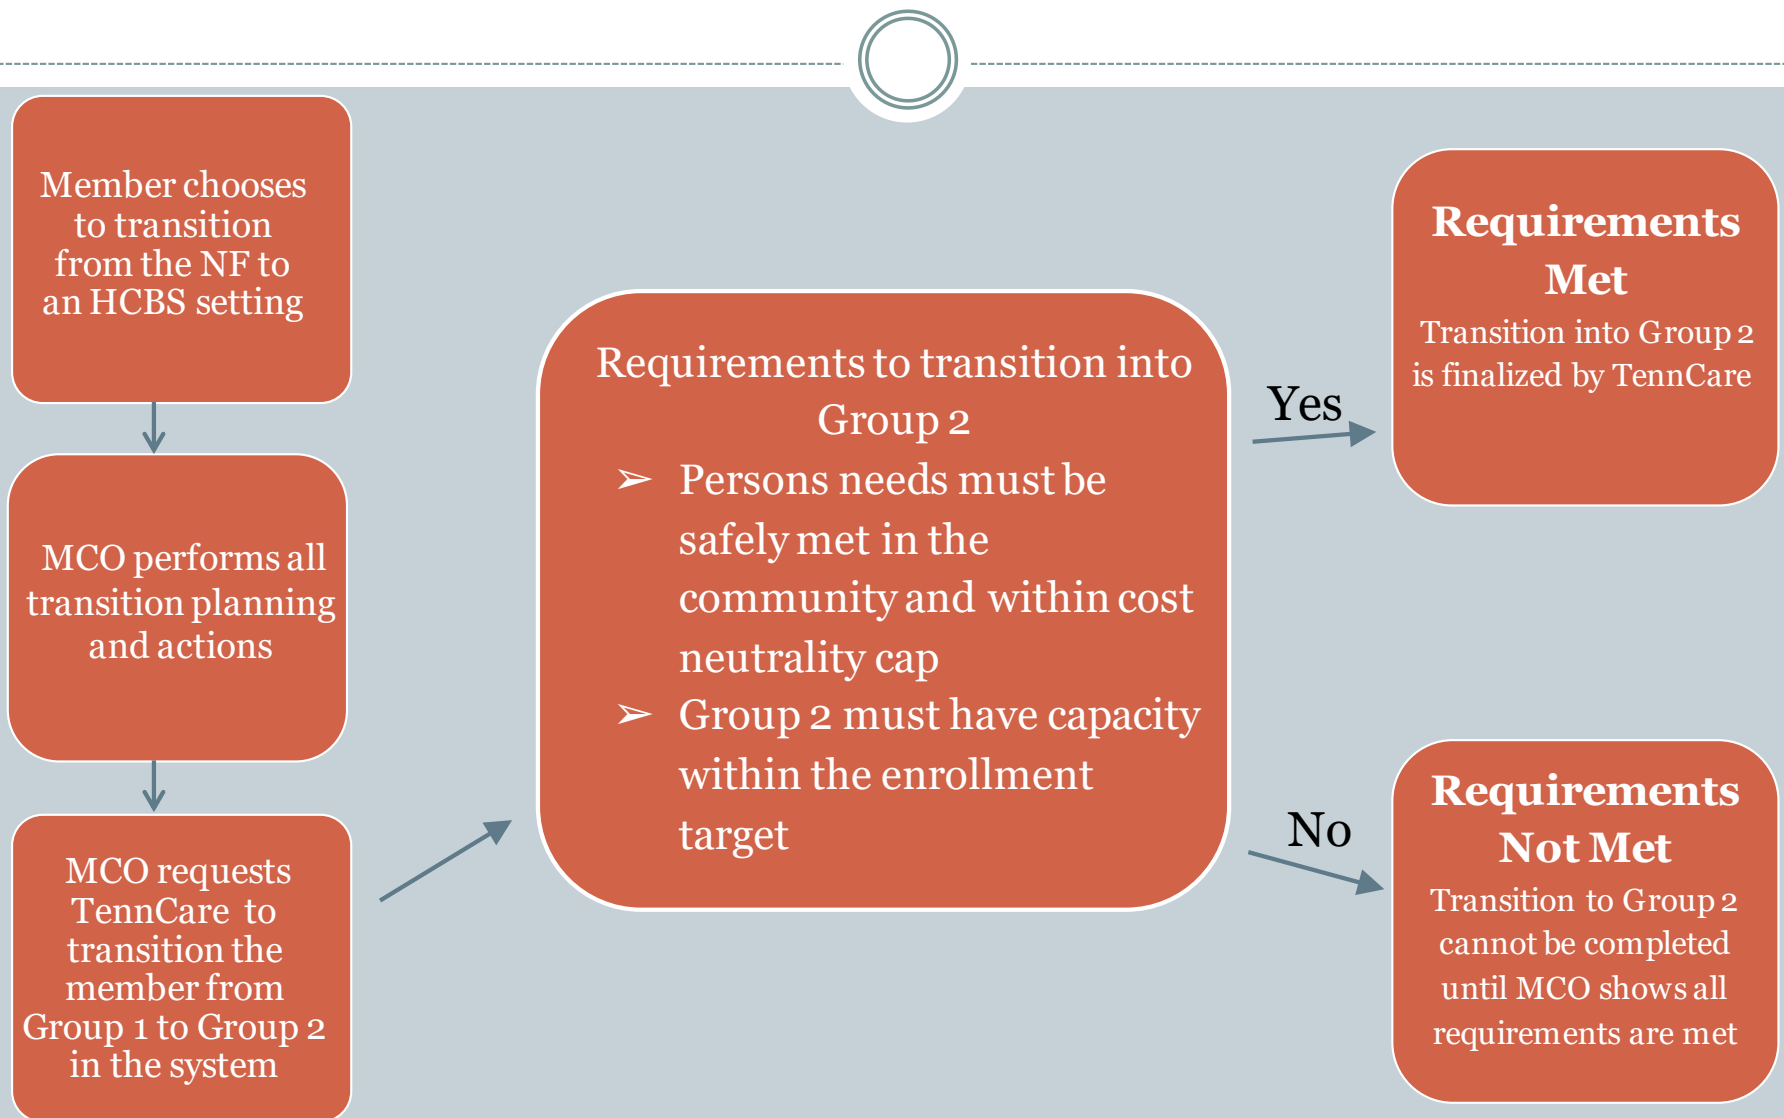 Member chooses
to transition
from the NF to
an HCBS setting
MCO performs all
transition planning
and actions
MCO requests
TennCare to
transition the
member from
Group 1 to Group 2
in the system
Requirements to transition into
Group 2
➢ Persons needs must be
safely met in the
community and within cost
neutrality cap
➢ Group 2 must have capacity
within the enrollment
target
Yes
Requirements
Met
Transition into Group 2
is finalized by TennCare
No
Requirements
Not Met
Transition to Group 2
cannot be completed
until MCO shows all
requirements are met